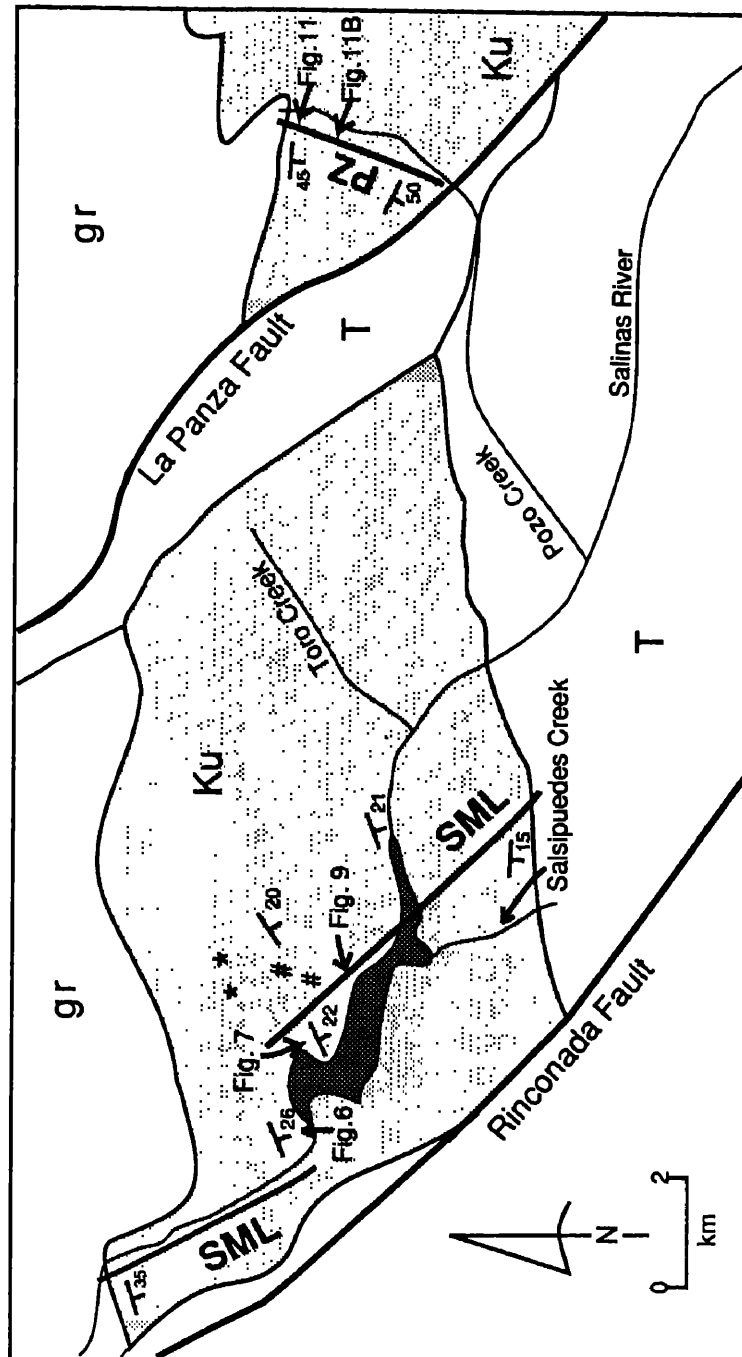 gr
gr
La Panza Fault
T
45
PZ
50
Fig.11
Fig.11B
Ku
Ku
Toro Creek
Pozo Creek
Salinas River
*
*
#
#
20
Fig. 9
21
Fig. 7
22
26
Fig.6
SML
35
SML
15
Salsipuedes Creek
T
Rinconada Fault
N
0
2
km